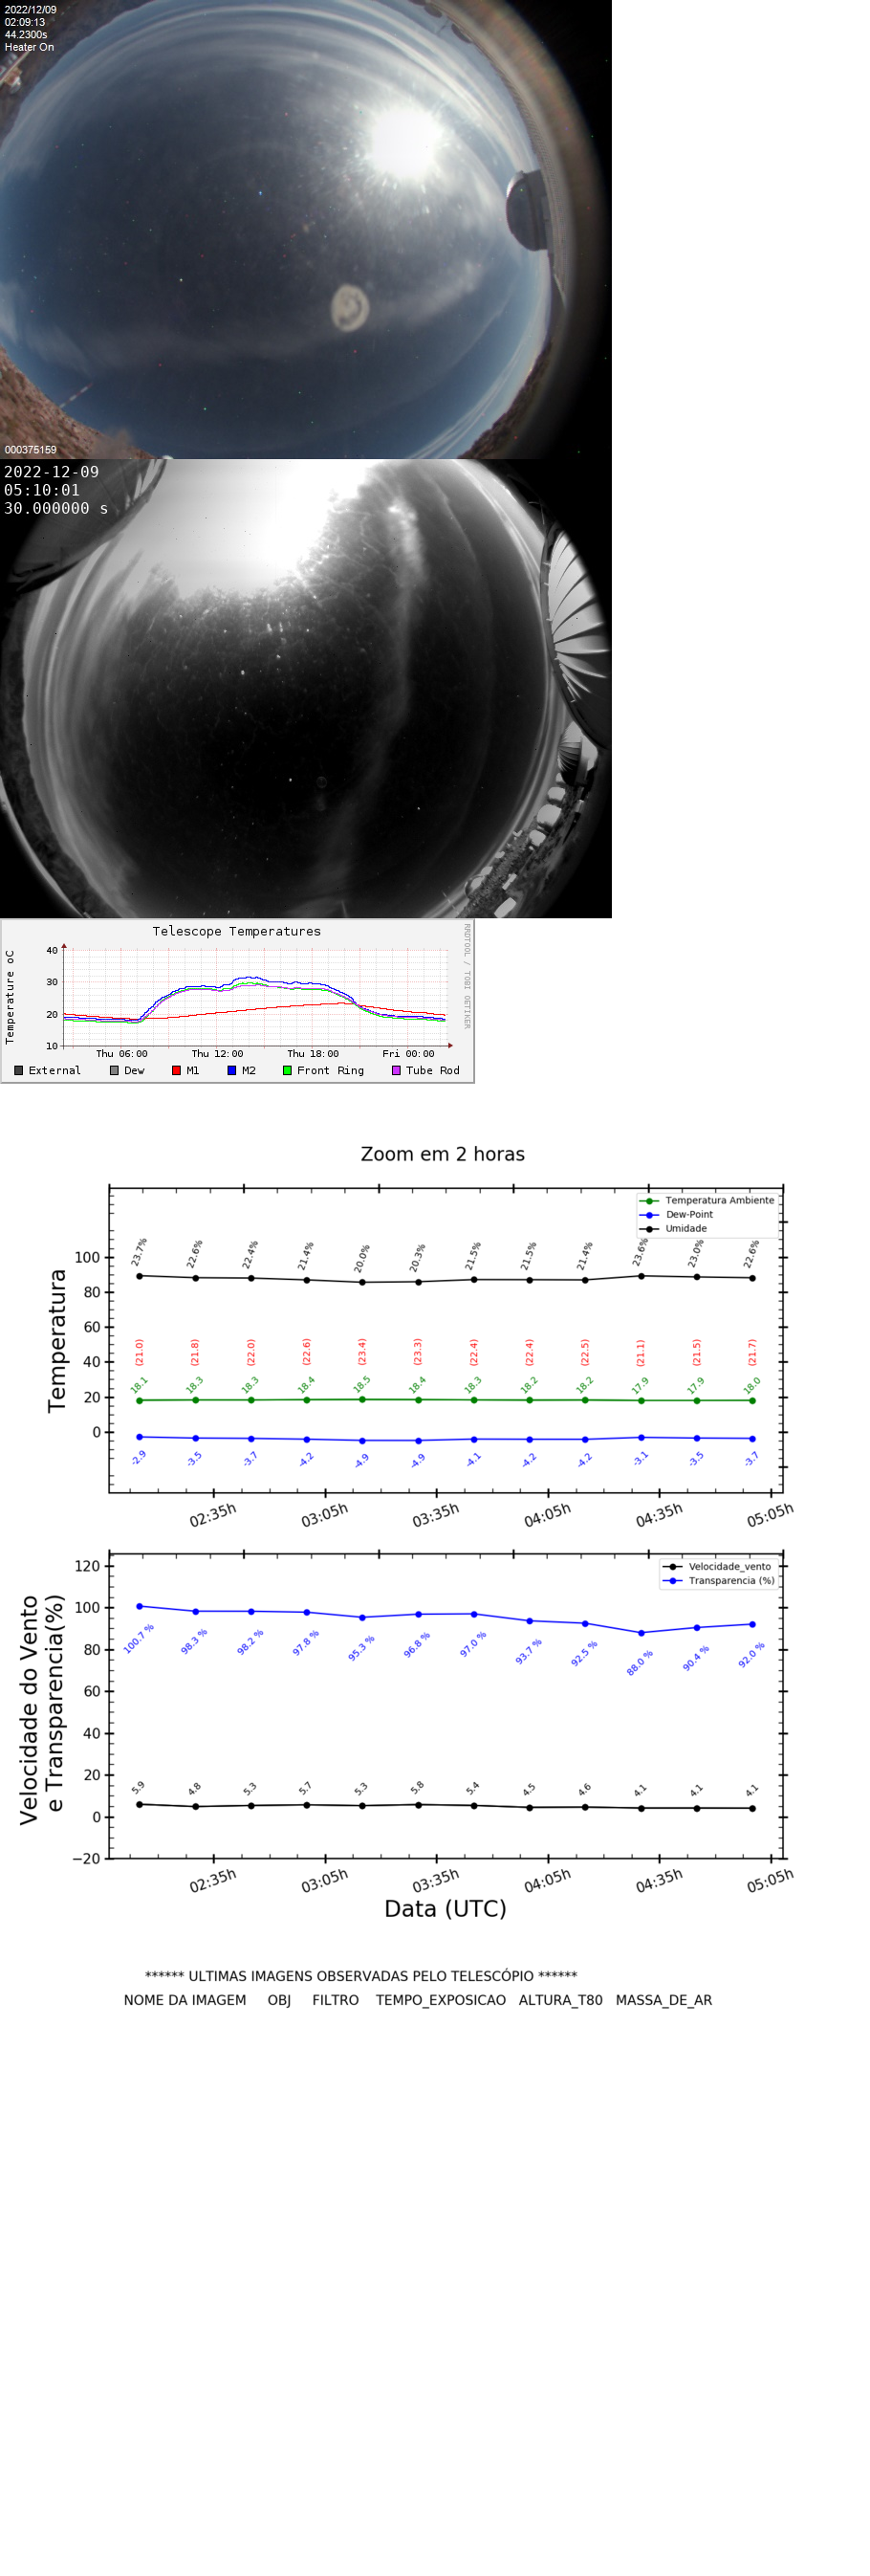 2022/12/09
02:09:13
44.2300s
Heater On
000375159
2022-12-09
05:10:01
30.000000 s
Telescope Temperatures
RRDTOOL / TOBI OETIKER
Temperature oC
40
30
20
10
Thu 06:00 Thu 12:00 Thu 18:00 Fri 00:00
External Dew M1 M2 Front Ring Tube Rod
Zoom em 2 horas
Temperatura Ambiente
Dew-Point
Umidade
Temperatura
100
80
60
40
20
0
23.7% 22.6% 22.4% 21.4% 20.0% 20.3% 21.5% 21.5% 21.4% 23.6% 23.0% 22.6%
(21.0) (21.8) (22.0) (22.6) (23.4) (23.3) (22.4) (22.4) (22.5) (21.1) (21.5) (21.7)
18.1 18.3 18.3 18.4 18.5 18.4 18.3 18.2 18.2 17.9 17.9 18.0
-2.9 -3.5 -3.7 -4.2 -4.9 -4.9 -4.1 -4.2 -4.2 -3.1 -3.5 -3.7
02:35h 03:05h 03:35h 04:05h 04:35h 05:05h
Velocidade_vento
Transparencia (%)
Velocidade do Vento
e Transparencia(%)
120
100
80
60
40
20
0
−20
100.7 % 98.3 % 98.2 % 97.8 % 95.3 % 96.8 % 97.0 % 93.7 % 92.5 % 88.0 % 90.4 % 92.0 %
5.9 4.8 5.3 5.7 5.3 5.8 5.4 4.5 4.6 4.1 4.1 4.1
02:35h 03:05h 03:35h 04:05h 04:35h 05:05h
Data (UTC)
****** ULTIMAS IMAGENS OBSERVADAS PELO TELESCÓPIO ******
NOME DA IMAGEM OBJ FILTRO TEMPO_EXPOSICAO ALTURA_T80 MASSA_DE_AR